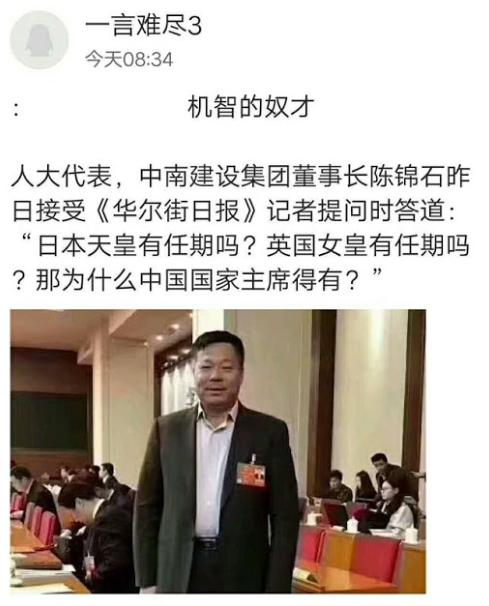 一言难尽3
今天08:34
： 机智的奴才
人大代表，中南建设集团董事长陈锦石昨
日接受《华尔街日报》记者提问时答道：
“日本天皇有任期吗？英国女皇有任期吗
？那为什么中国国家主席得有？”